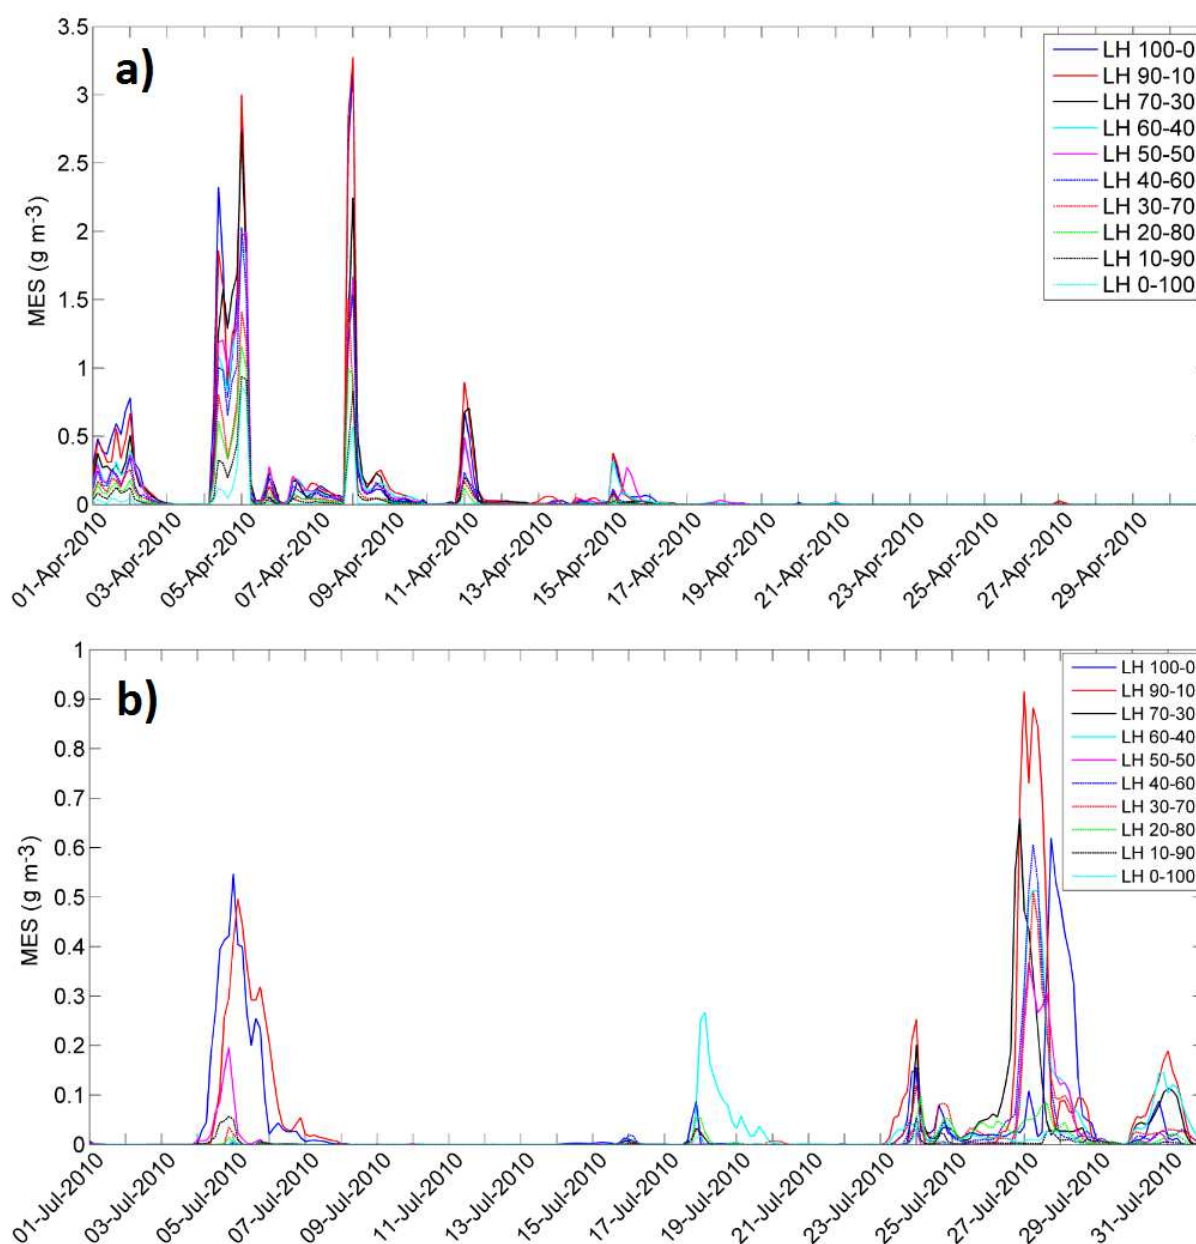 a)
3.5
3
2.5
2
1.5
1
0.5
0
MES (g m-3)
LH 100-0
LH 90-10
LH 70-30
LH 60-40
LH 50-50
LH 40-60
LH 30-70
LH 20-80
LH 10-90
LH 0-100
01-Apr-2010
03-Apr-2010
05-Apr-2010
07-Apr-2010
09-Apr-2010
11-Apr-2010
13-Apr-2010
15-Apr-2010
17-Apr-2010
19-Apr-2010
21-Apr-2010
23-Apr-2010
25-Apr-2010
27-Apr-2010
29-Apr-2010
b)
1
0.9
0.8
0.7
0.6
0.5
0.4
0.3
0.2
0.1
0
MES (g m-3)
LH 100-0
LH 90-10
LH 70-30
LH 60-40
LH 50-50
LH 40-60
LH 30-70
LH 20-80
LH 10-90
LH 0-100
01-Jul-2010
03-Jul-2010
05-Jul-2010
07-Jul-2010
09-Jul-2010
11-Jul-2010
13-Jul-2010
15-Jul-2010
17-Jul-2010
19-Jul-2010
21-Jul-2010
23-Jul-2010
25-Jul-2010
27-Jul-2010
29-Jul-2010
31-Jul-2010